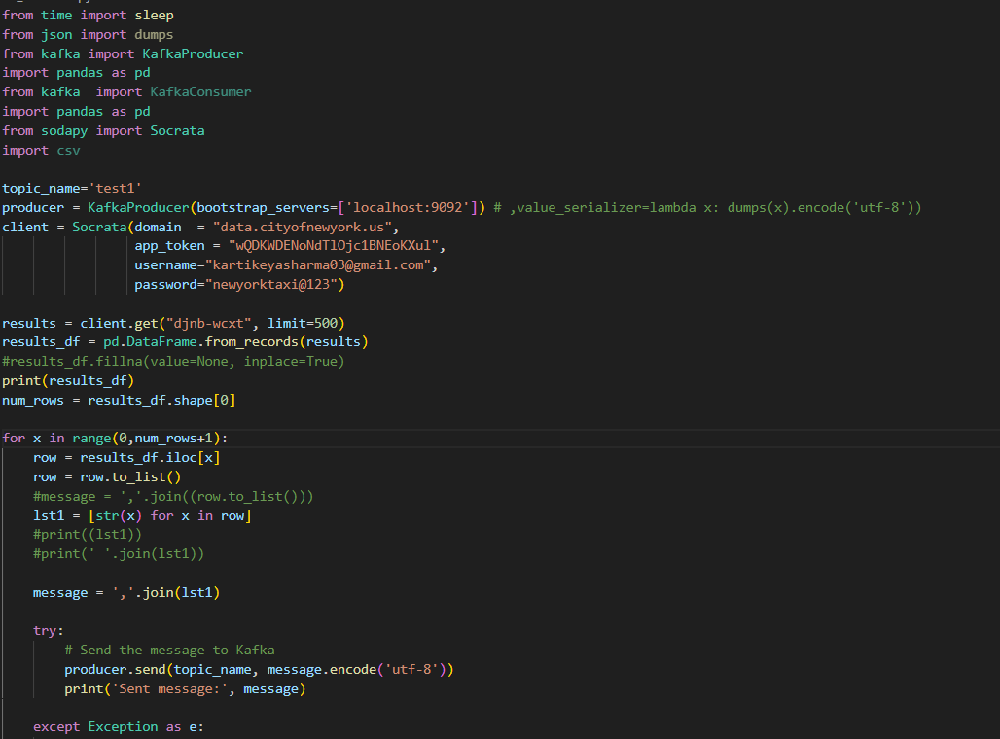 from time import sleep
from json import dumps
from kafka import KafkaProducer
import pandas as pd
from kafka  import KafkaConsumer
import pandas as pd
from sodapy import Socrata
import csv
topic_name='test1'
producer = KafkaProducer(bootstrap_servers=['localhost:9092']) # ,value_serializer=lambda x: dumps(x).encode('utf-8'))
client = Socrata(domain  = "data.cityofnewyork.us",
                 app_token = "wQDKWDENoNdTlOjc1BNEoKXul",
                 username="kartikeyasharma03@gmail.com",
                 password="newyorktaxi@123")
results = client.get("djnb-wcxt", limit=500)
results_df = pd.DataFrame.from_records(results)
#results_df.fillna(value=None, inplace=True)
print(results_df)
num_rows = results_df.shape[0]
for x in range(0,num_rows+1):
    row = results_df.iloc[x]
    row = row.to_list()
    #message = ','.join((row.to_list()))
    lst1 = [str(x) for x in row]
    #print((lst1))
    #print(' '.join(lst1))
    message = ','.join(lst1)
    try:
        # Send the message to Kafka
        producer.send(topic_name, message.encode('utf-8'))
        print('Sent message:', message)
    except Exception as e: